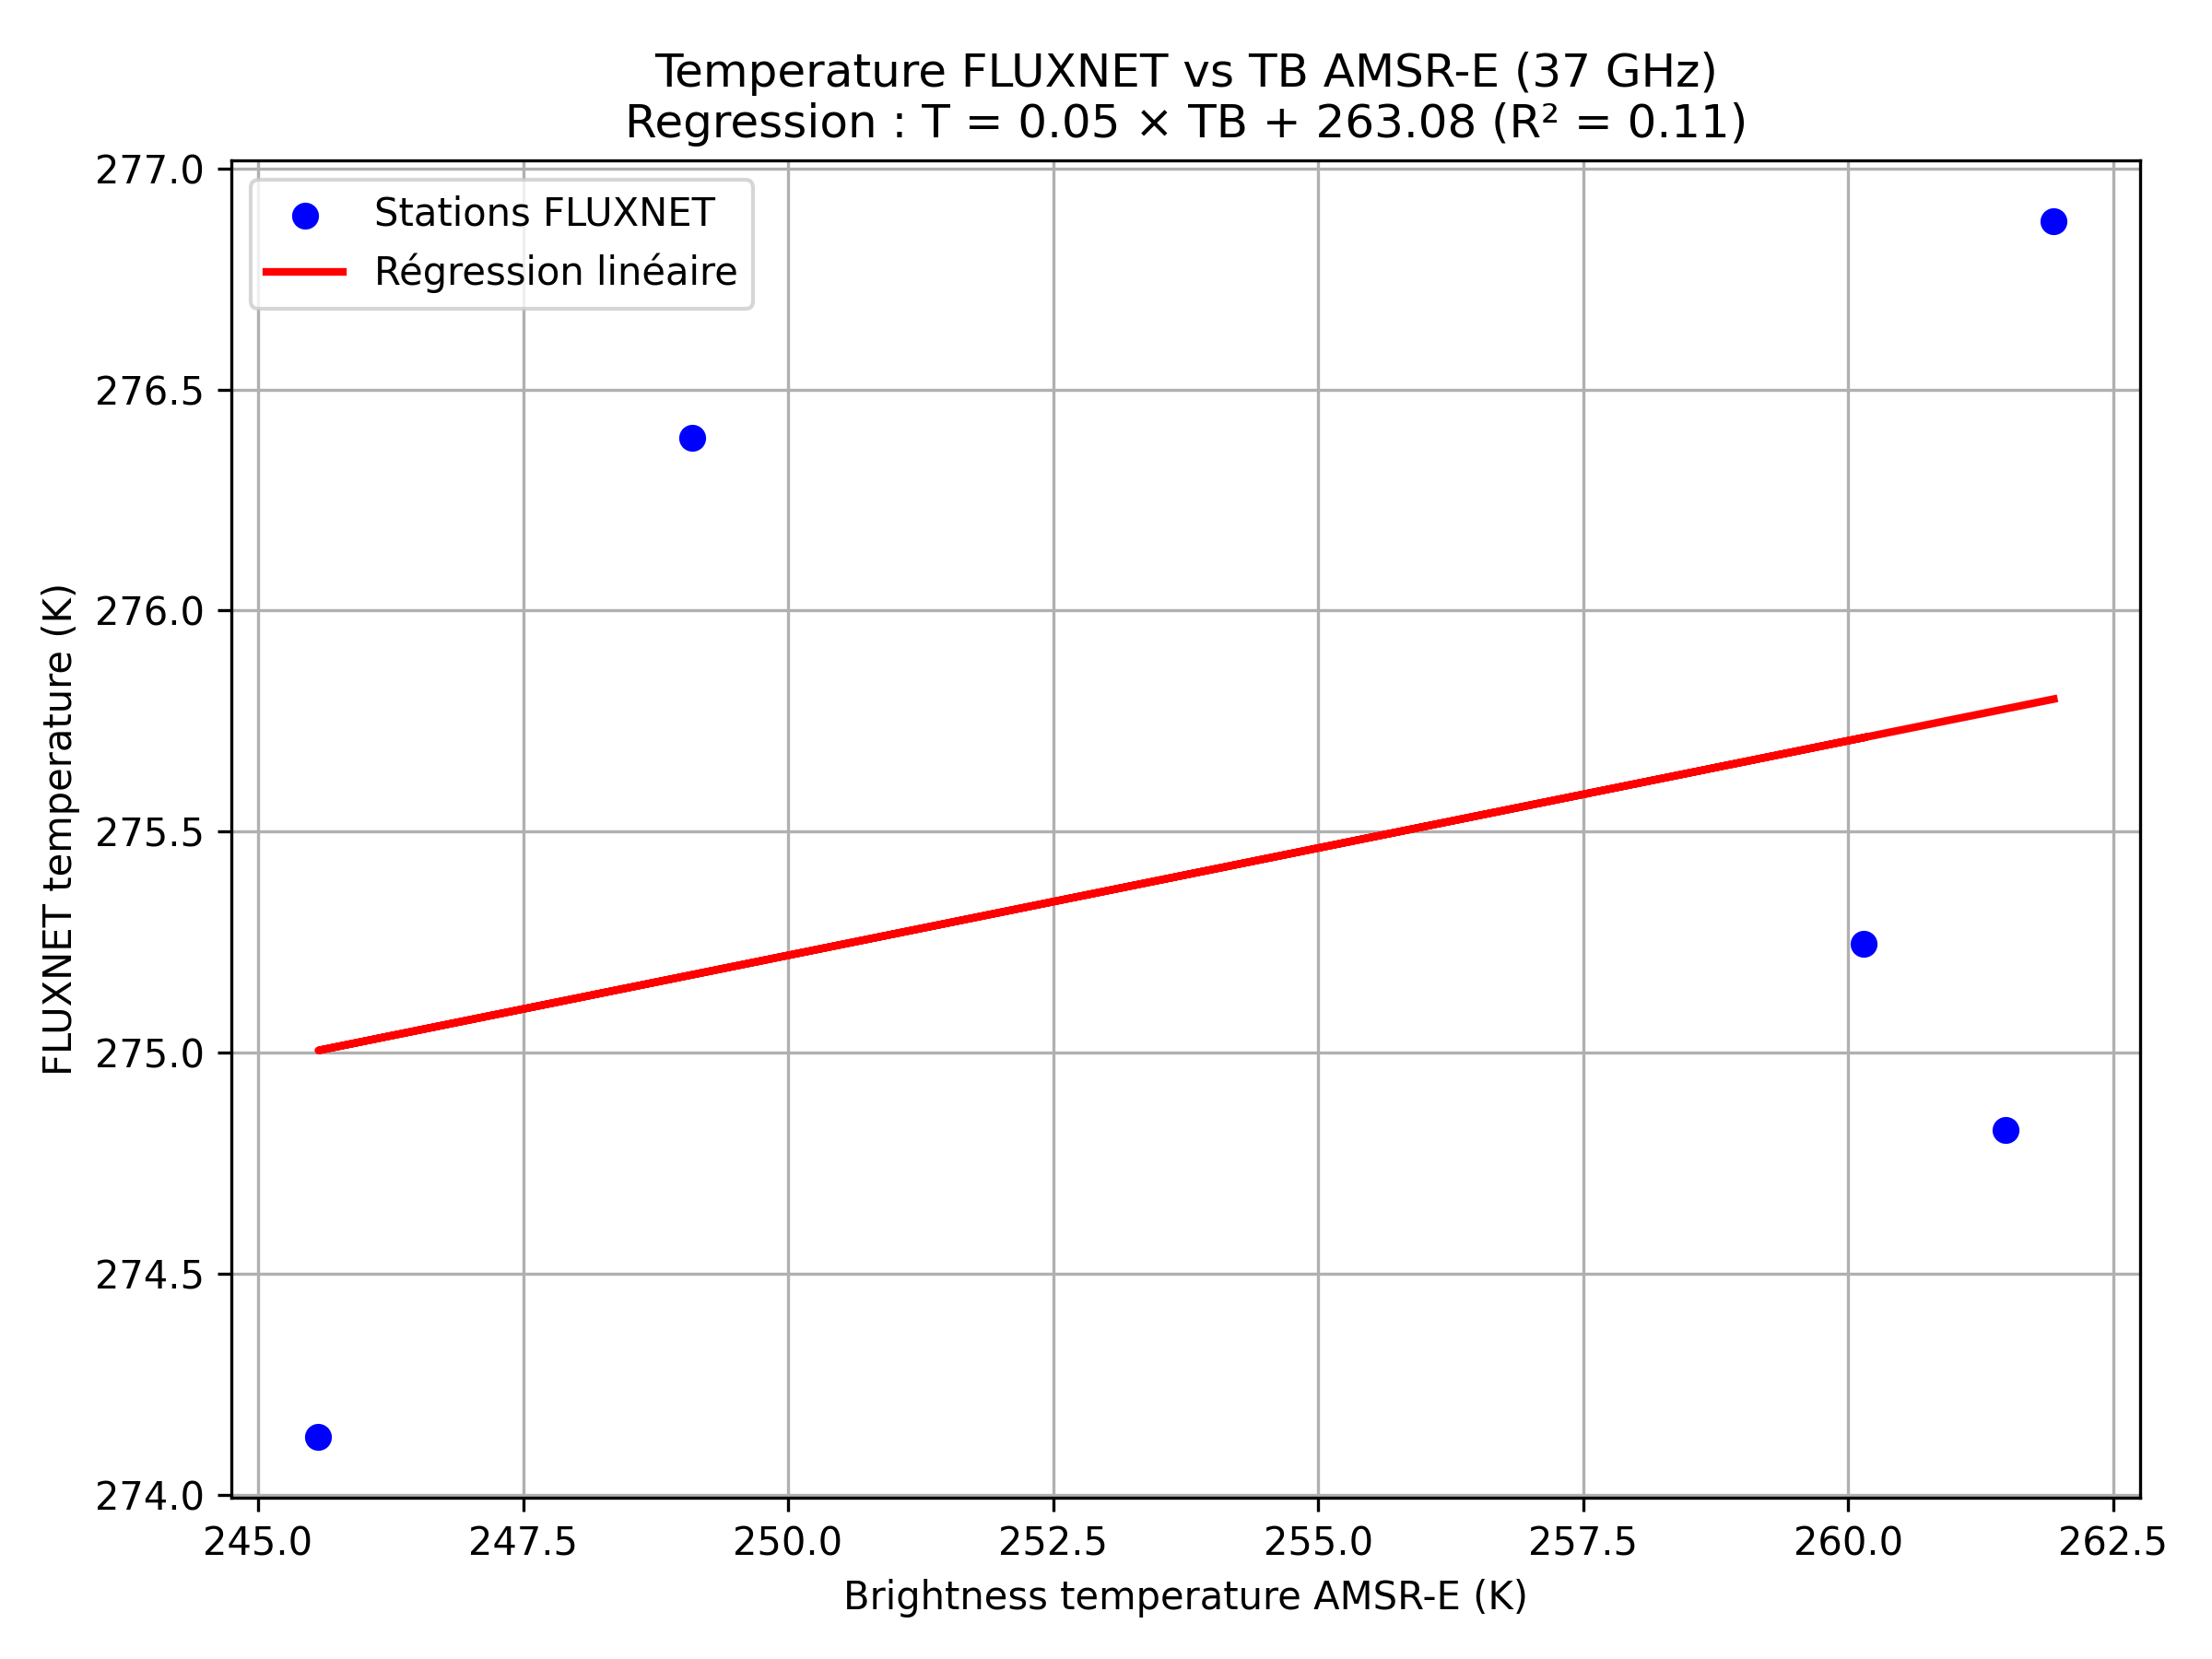 Temperature FLUXNET vs TB AMSR-E (37 GHz)
Regression : T = 0.05 × TB + 263.08 (R² = 0.11)
Stations FLUXNET
Régression linéaire
FLUXNET temperature (K)
277.0
276.5
276.0
275.5
275.0
274.5
274.0
245.0 247.5 250.0 252.5 255.0 257.5 260.0 262.5
Brightness temperature AMSR-E (K)